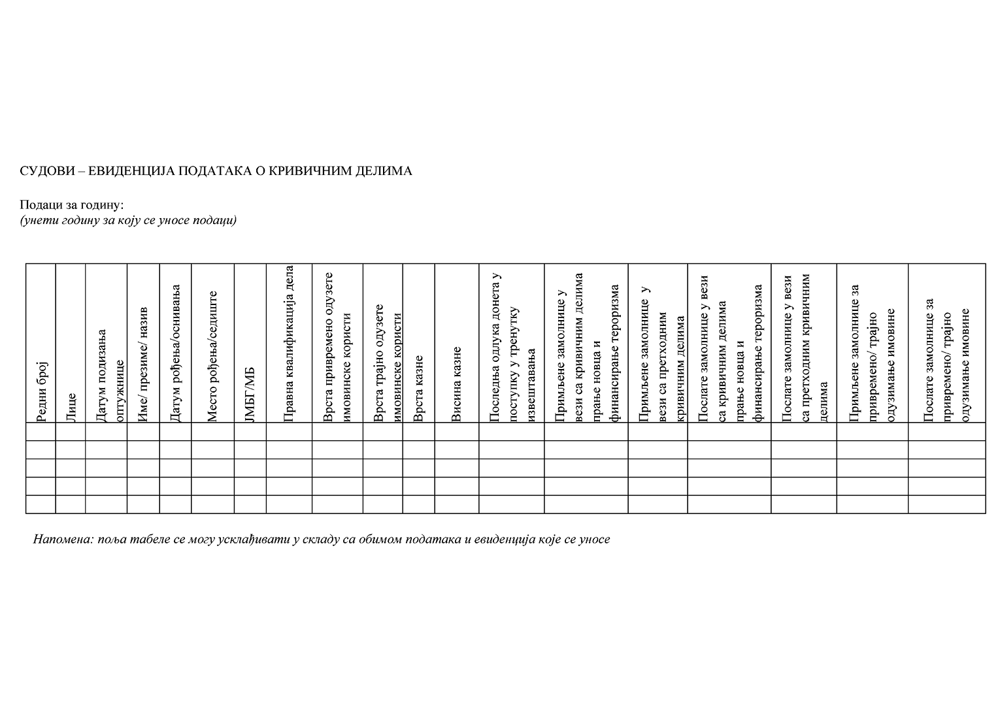 СУДОВИ – ЕВИДЕНЦИЈА ПОДАТАКА О КРИВИЧНИМ ДЕЛИМА
Подаци за годину:
(унети годину за коју се уносе подаци)
Редни број
Лице
Датум подизања
оптужнице
Име/ презиме/ назив
Датум рођења/оснивања
Место рођења/седиште
ЈМБГ/МБ
Правна квалификација дела
Врста привремено одузете
имовинске користи
Врста трајно одузете
имовинске користи
Врста казне
Висина казне
Последња одлука донета у
поступку у тренутку
извештавања
Примљене замолнице у
вези са кривичним делима
прање новца и
финансирање тероризма
Примљене замолнице у
вези са претходним
кривичним делима
Послате замолнице у вези
са кривичним делима
прање новца и
финансирање тероризма
Послате замолнице у вези
са претходним кривичним
делима
Примљене замолнице за
привремено/ трајно
одузимање имовине
Послате замолнице за
привремено/ трајно
одузимање имовине
Напомена: поља табеле се могу усклађивати у складу са обимом података и евиденција које се уносе